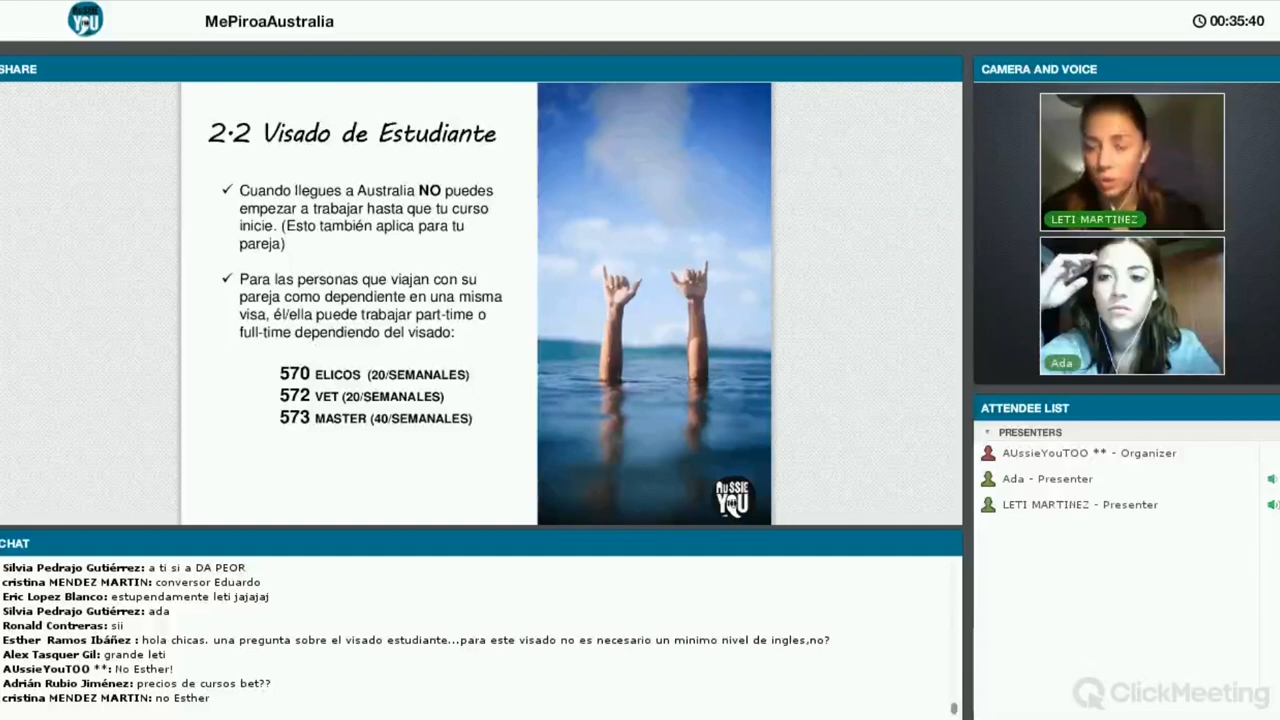 AUSSIE
YOU
TOO
MePiroaAustralia
00:35:40
SHARE
CAMERA AND VOICE
2.2 Visado de Estudiante
✓ Cuando llegues a Australia NO puedes
empezar a trabajar hasta que tu curso
inicie. (Esto también aplica para tu
pareja)
✓ Para las personas que viajan con su
pareja como dependiente en una misma
visa, él/ella puede trabajar part-time o
full-time dependiendo del visado:
570 ELICOS (20/SEMANALES)
572 VET (20/SEMANALES)
573 MASTER (40/SEMANALES)
AUSSIE
YOU
TOO
LETI MARTINEZ
Ada
ATTENDEE LIST
PRESENTERS
AUssieYouTOO ** - Organizer
Ada - Presenter
LETI MARTINEZ - Presenter
CHAT
Silvia Pedrajo Gutiérrez: a ti si a DA PEOR
cristina MENDEZ MARTIN: conversor Eduardo
Eric Lopez Blanco: estupendamente leti jajajaj
Silvia Pedrajo Gutiérrez: ada
Ronald Contreras: sii
Esther Ramos Ibáñez : hola chicas. una pregunta sobre el visado estudiante...para este visado no es necesario un minimo nivel de ingles,no?
Alex Tasquer Gil: grande leti
AUssieYouTOO **: No Esther!
Adrián Rubio Jiménez: precios de cursos bet??
cristina MENDEZ MARTIN: no Esther
ClickMeeting